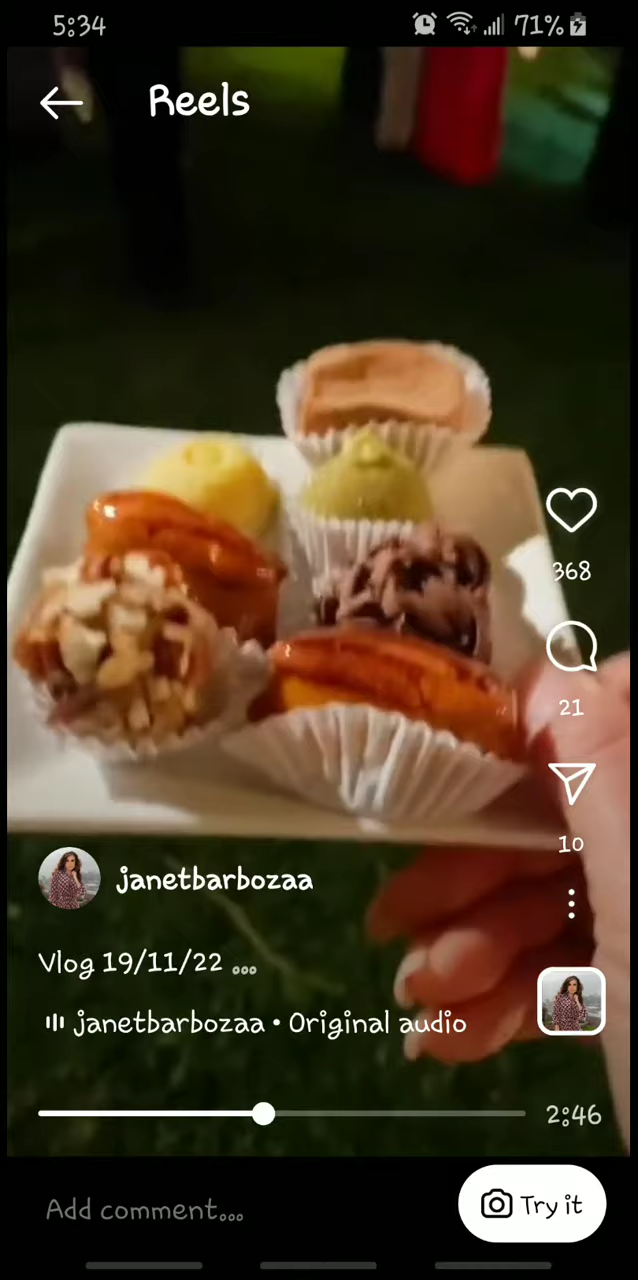 5:34
71%
Reels
368
21
10
janetbarbozaa
Vlog 19/11/22 ...
janetbarbozaa • Original audio
2:46
Add comment...
Try it